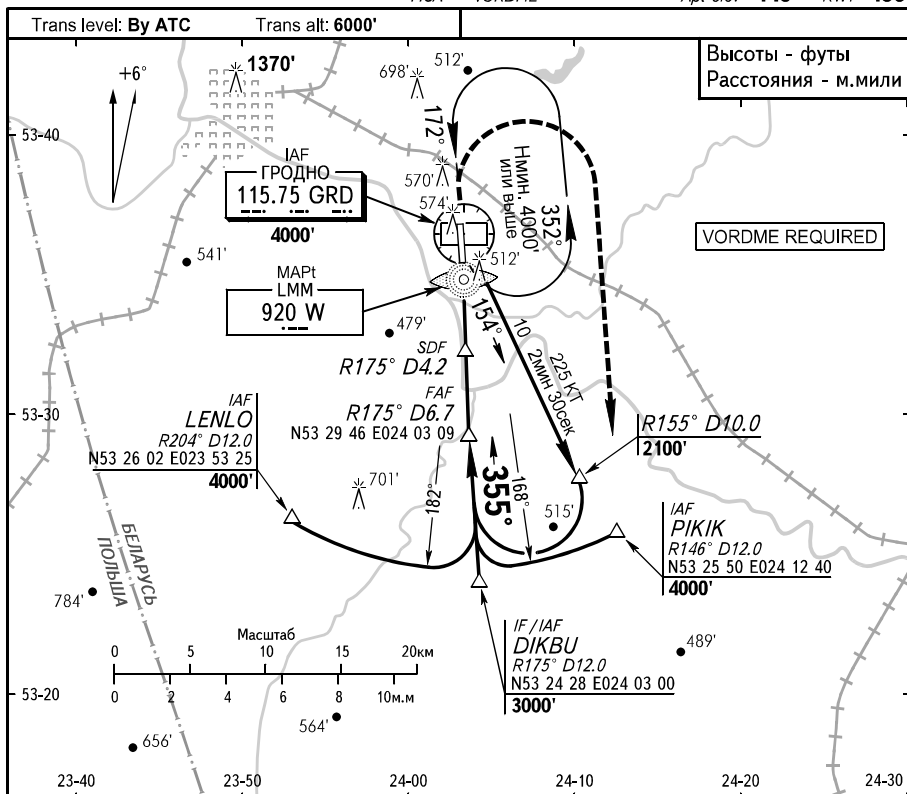 Trans level: By ATC
Trans alt: 6000'
Высоты - футы
Расстояния - м.мили
+6°
1370'
698'
512'
53-40
172°
IAF
ГРОДНО
115.75 GRD
4000'
570'
574'
Hмин. 4000'
или выше
352°
VORDME REQUIRED
541'
512'
MAPt
LMM
920 W
479'
154°
10
225 KT
2мин 30сек
SDF
R175° D4.2
FAF
R175° D6.7
N53 29 46 E024 03 09
53-30
IAF
LENLO
R204° D12.0
N53 26 02 E023 53 25
4000'
R155° D10.0
2100'
701'
182°
355°
168°
515'
IAF
PIKIK
R146° D12.0
N53 25 50 E024 12 40
4000'
БЕЛАРУСЬ
ПОЛЬША
784'
Масштаб
0 5 10 15 20км
0 2 4 6 8 10м.м
IF/IAF
DIKBU
R175° D12.0
N53 24 28 E024 03 00
3000'
489'
53-20
564'
656'
23-40 23-50 24-00 24-10 24-20 24-30